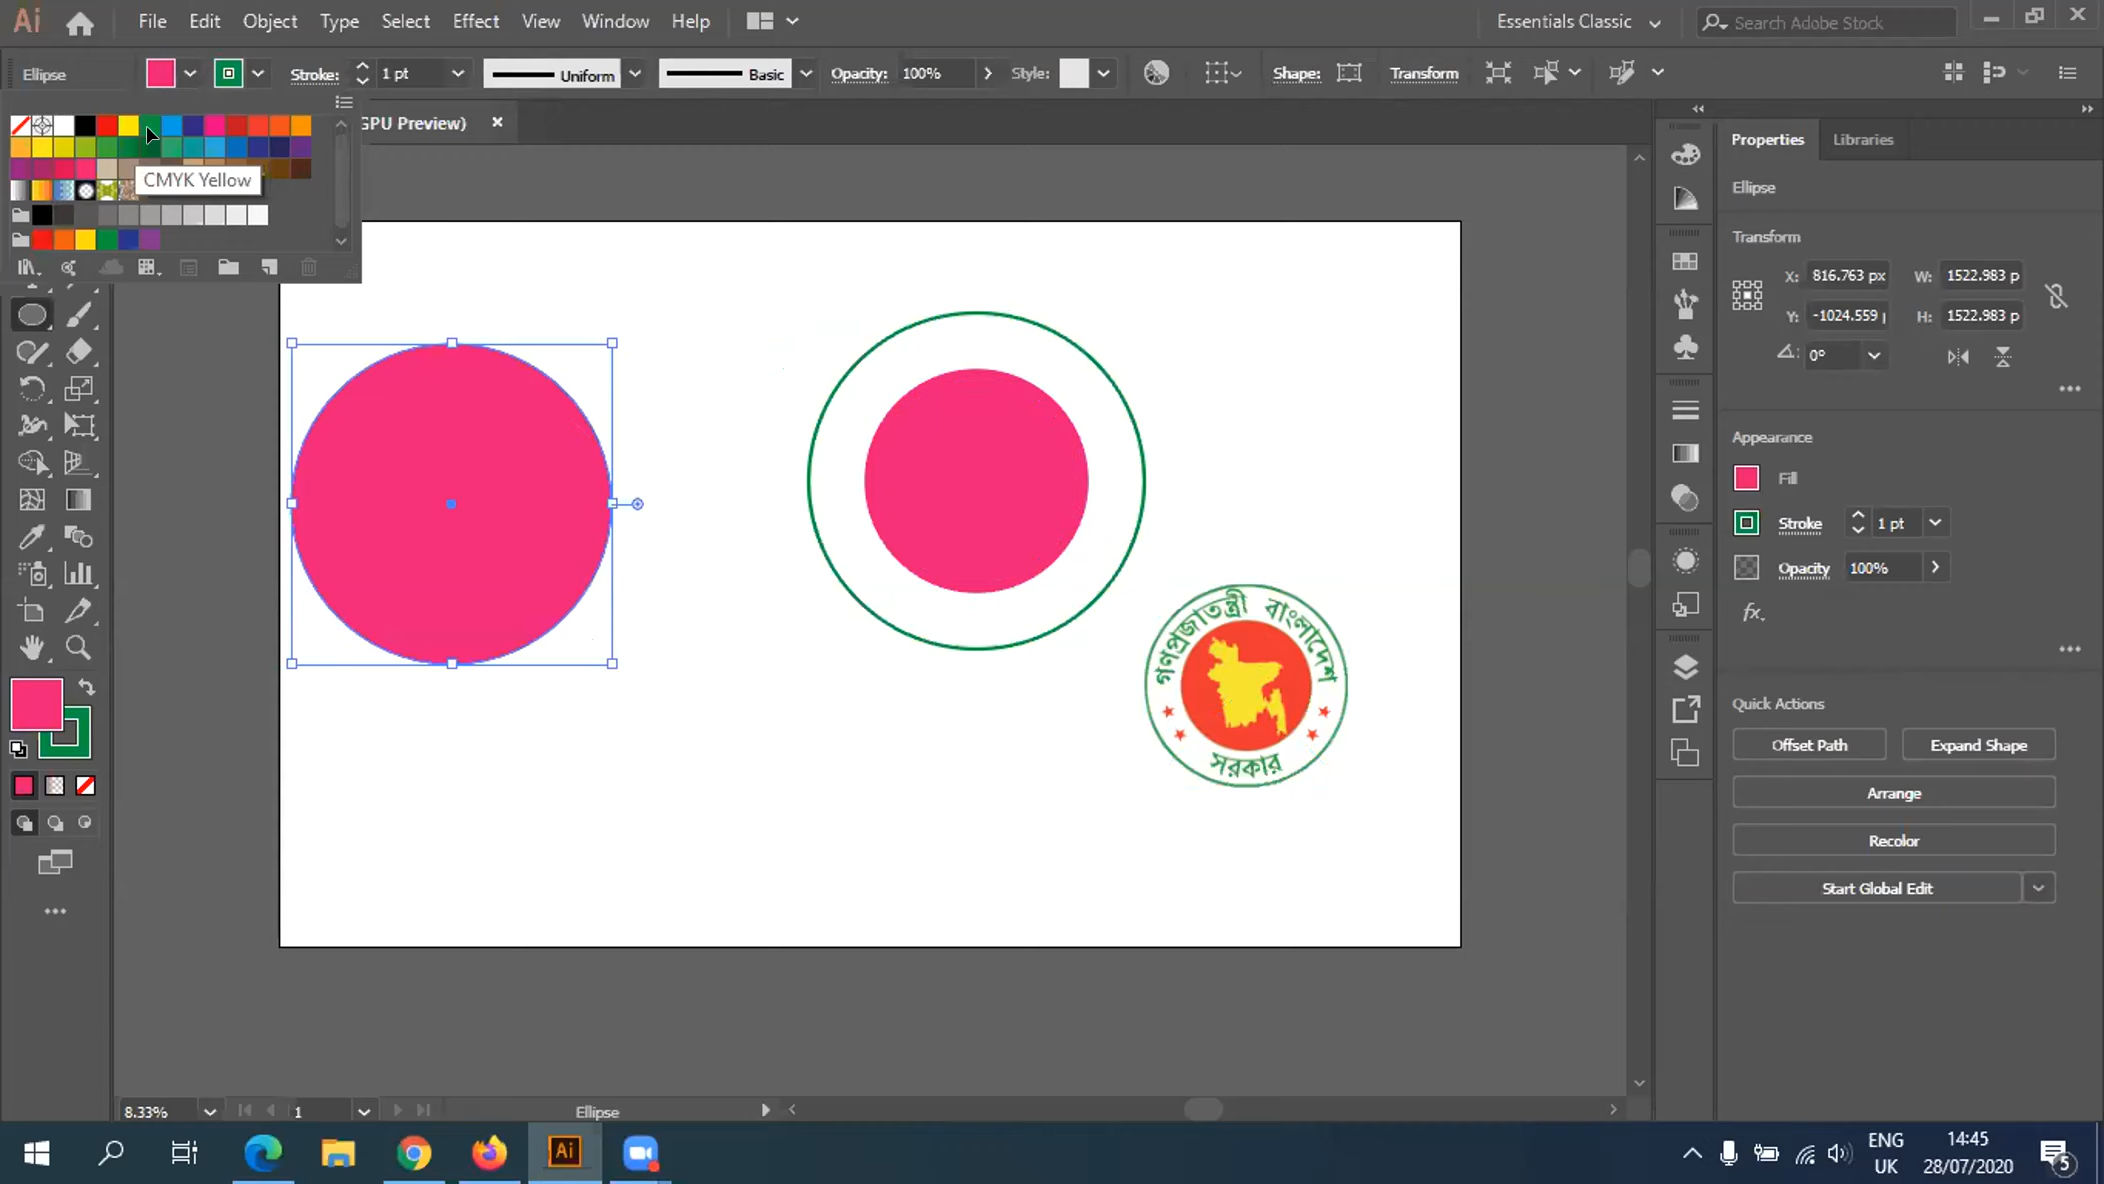 Ai File Edit Object Type Select Effect View Window Help Essentials Classic Search Adobe Stock
Ellipse Stroke: 1 pt Uniform Basic Opacity: 100% Style: Shape: Transform
GPU Preview) ×
CMYK Yellow
Properties Libraries
Ellipse
Transform
X: 816.763 px W: 1522.983 p
Y: -1024.559 H: 1522.983 p
0°
Appearance
Fill
Stroke 1 pt
Opacity 100%
fx.
Quick Actions
Offset Path Expand Shape
Arrange
Recolor
Start Global Edit
গণপ্রজাতন্ত্রী বাংলাদেশ
সরকার
8.33% 1 Ellipse
Ai
ENG
UK
14:45
28/07/2020
5